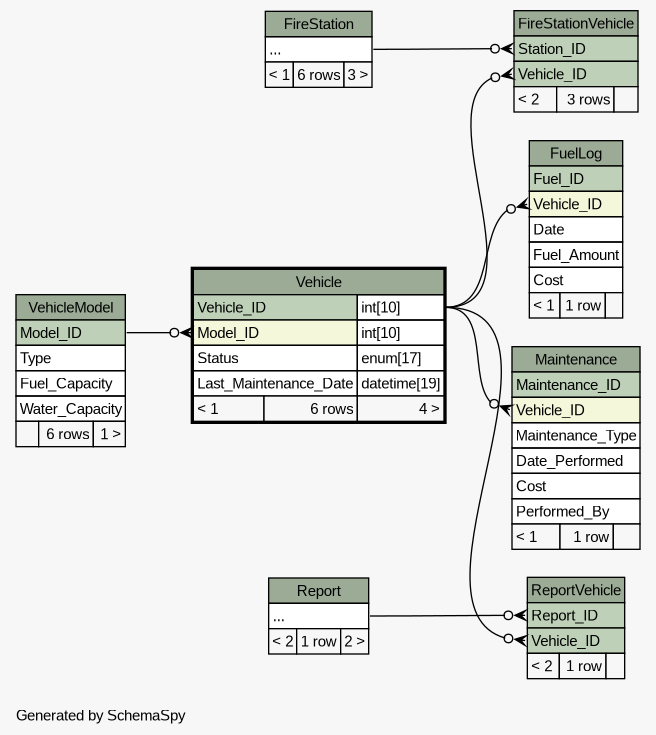 FireStation
...
< 1 6 rows 3 >
FireStationVehicle
Station_ID
Vehicle_ID
< 2 3 rows
FuelLog
Fuel_ID
Vehicle_ID
Date
Fuel_Amount
Cost
< 1 1 row
VehicleModel
Model_ID
Type
Fuel_Capacity
Water_Capacity
6 rows 1 >
Vehicle
Vehicle_ID int[10]
Model_ID int[10]
Status enum[17]
Last_Maintenance_Date datetime[19]
< 1 6 rows 4 >
Maintenance
Maintenance_ID
Vehicle_ID
Maintenance_Type
Date_Performed
Cost
Performed_By
< 1 1 row
Report
...
< 2 1 row 2 >
ReportVehicle
Report_ID
Vehicle_ID
< 2 1 row
Generated by SchemaSpy